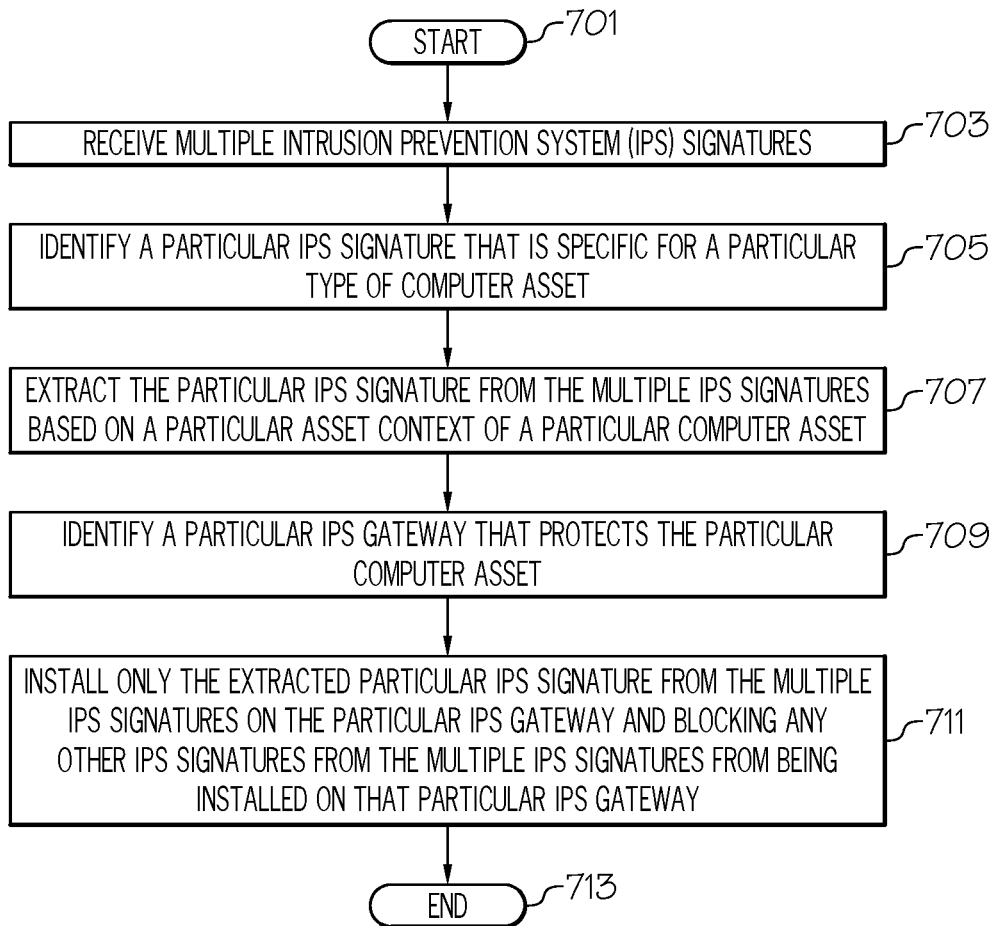 START
701
RECEIVE MULTIPLE INTRUSION PREVENTION SYSTEM (IPS) SIGNATURES
703
IDENTIFY A PARTICULAR IPS SIGNATURE THAT IS SPECIFIC FOR A PARTICULAR
TYPE OF COMPUTER ASSET
705
EXTRACT THE PARTICULAR IPS SIGNATURE FROM THE MULTIPLE IPS SIGNATURES
BASED ON A PARTICULAR ASSET CONTEXT OF A PARTICULAR COMPUTER ASSET
707
IDENTIFY A PARTICULAR IPS GATEWAY THAT PROTECTS THE PARTICULAR
COMPUTER ASSET
709
INSTALL ONLY THE EXTRACTED PARTICULAR IPS SIGNATURE FROM THE MULTIPLE
IPS SIGNATURES ON THE PARTICULAR IPS GATEWAY AND BLOCKING ANY
OTHER IPS SIGNATURES FROM THE MULTIPLE IPS SIGNATURES FROM BEING
INSTALLED ON THAT PARTICULAR IPS GATEWAY
711
END
713